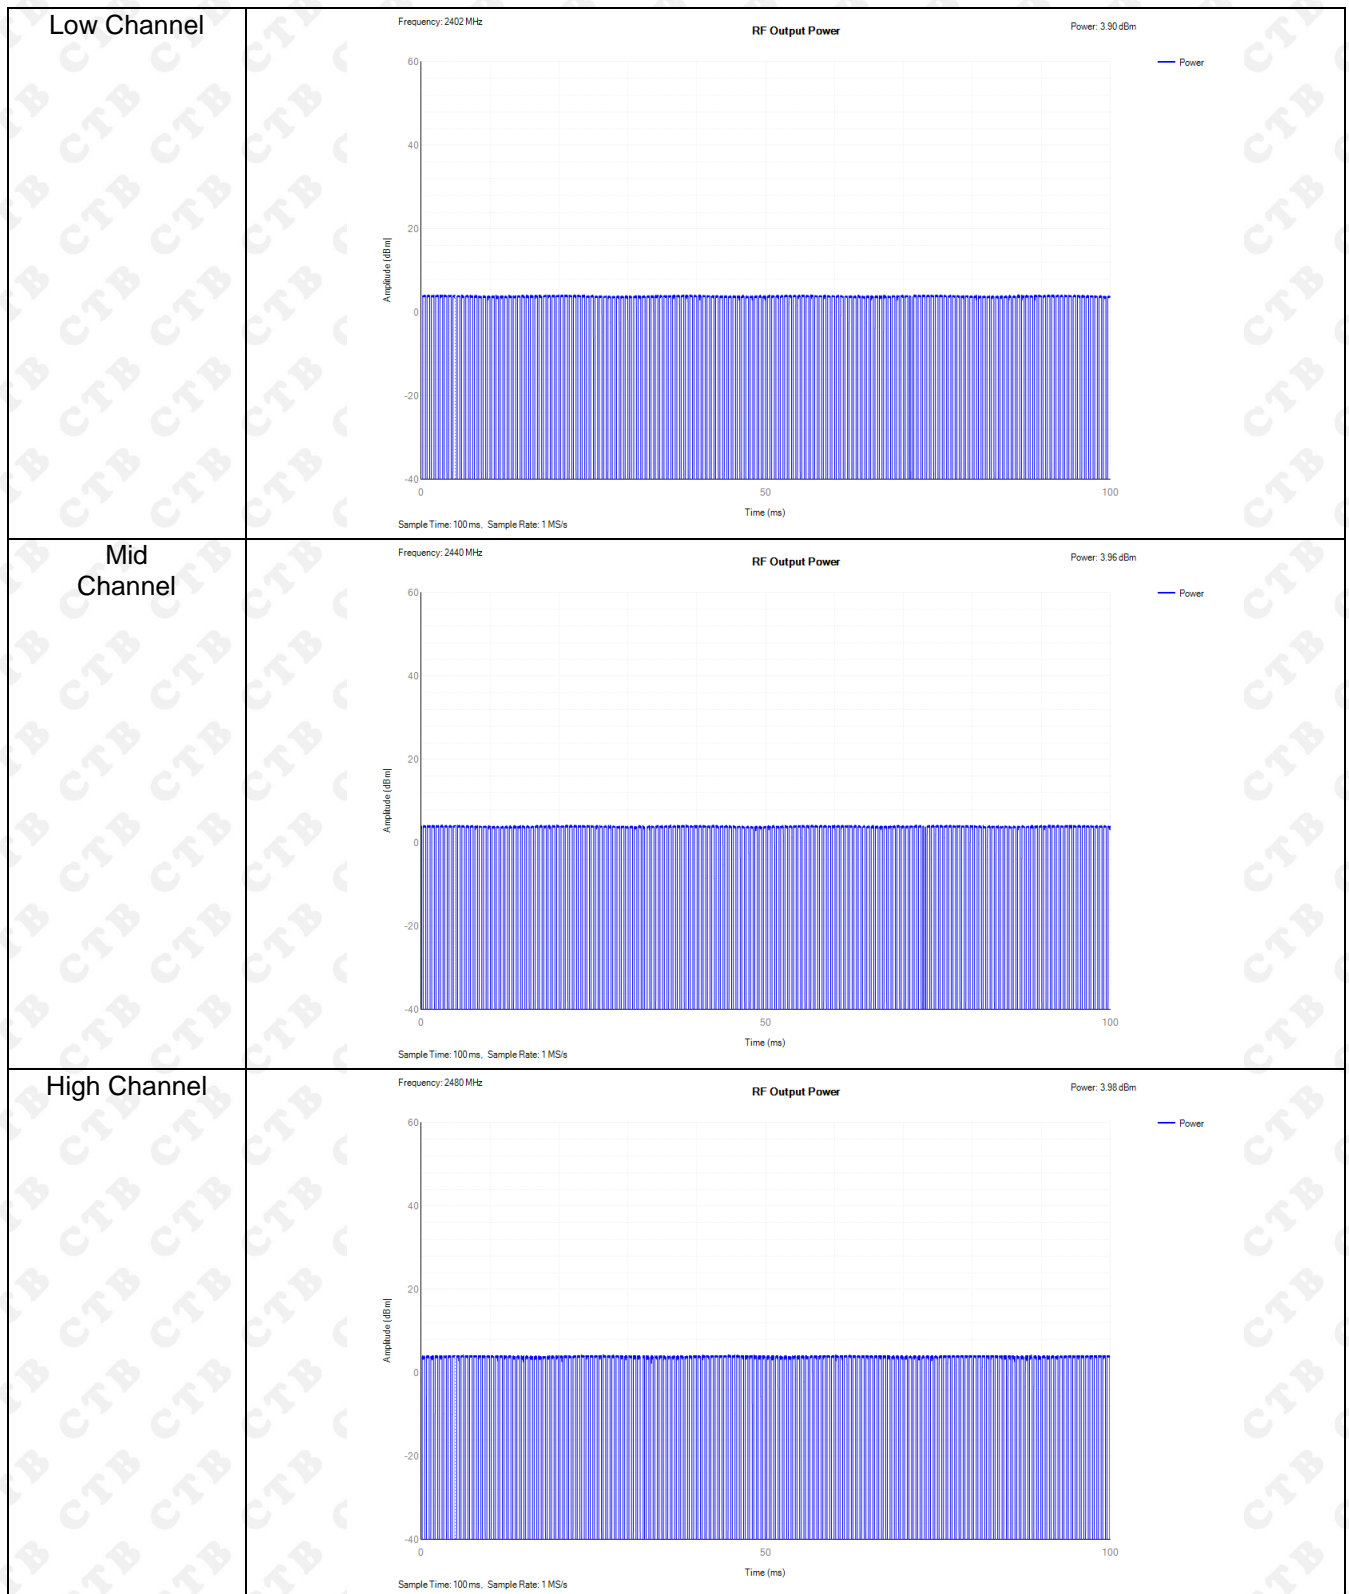 Low Channel
Frequency: 2402 MHz
RF Output Power
Power: 3.90 dBm
Power
60
40
20
0
-20
-40
Amplitude [dBm]
0
50
100
Time (ms)
Sample Time: 100 ms, Sample Rate: 1 MS/s
Mid
Channel
Frequency: 2440 MHz
RF Output Power
Power: 3.96 dBm
Power
60
40
20
0
-20
-40
Amplitude [dBm]
0
50
100
Time (ms)
Sample Time: 100 ms, Sample Rate: 1 MS/s
High Channel
Frequency: 2480 MHz
RF Output Power
Power: 3.98 dBm
Power
60
40
20
0
-20
-40
Amplitude [dBm]
0
50
100
Time (ms)
Sample Time: 100 ms, Sample Rate: 1 MS/s
CTB